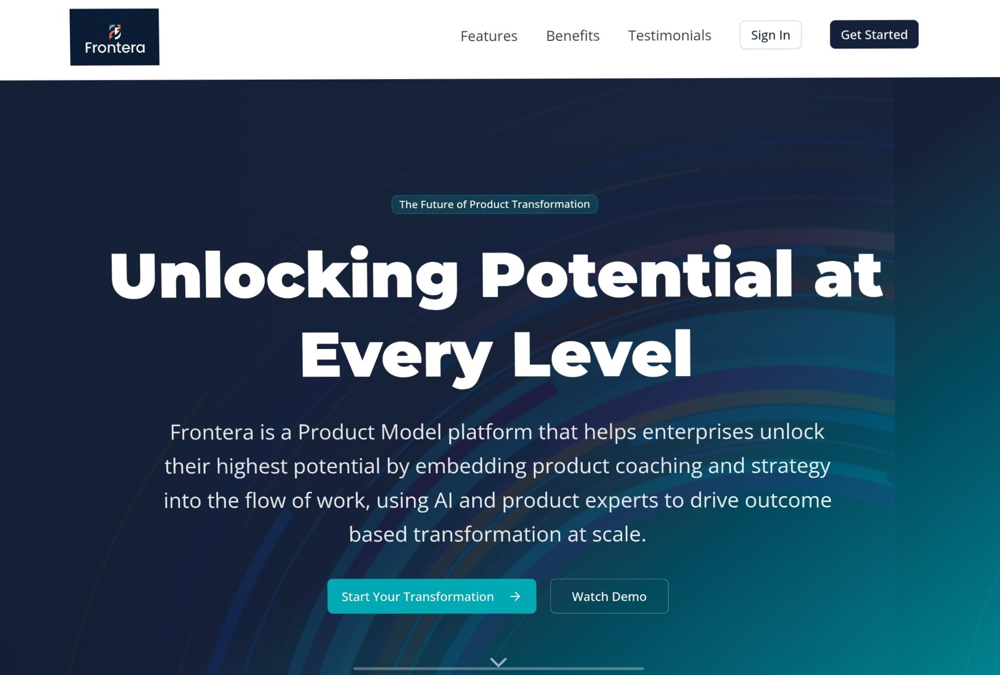 Frontera
Features
Benefits
Testimonials
Sign In
Get Started
The Future of Product Transformation
Unlocking Potential at
Every Level
Frontera is a Product Model platform that helps enterprises unlock
their highest potential by embedding product coaching and strategy
into the flow of work, using AI and product experts to drive outcome
based transformation at scale.
Start Your Transformation
Watch Demo